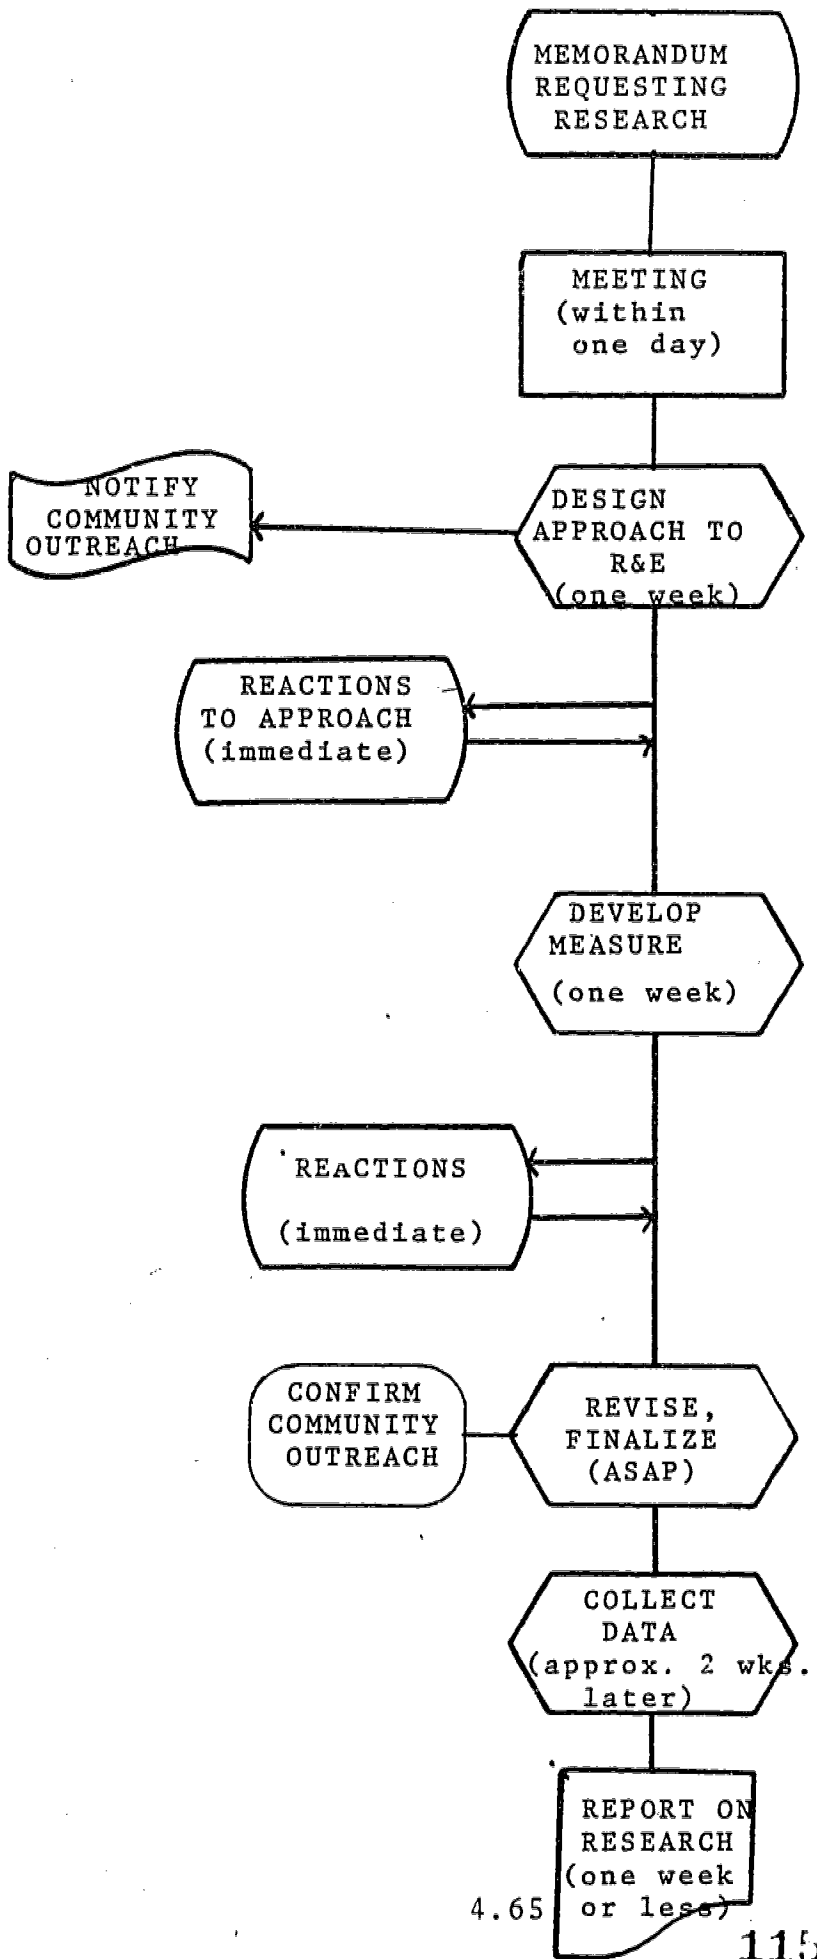 MEMORANDUM
REQUESTING
RESEARCH
MEETING
(within
one day)
NOTIFY
COMMUNITY
OUTREACH
DESIGN
APPROACH TO
R&E
(one week)
REACTIONS
TO APPROACH
(immediate)
DEVELOP
MEASURE
(one week)
REACTIONS
(immediate)
CONFIRM
COMMUNITY
OUTREACH
REVISE,
FINALIZE
(ASAP)
COLLECT
DATA
(approx. 2 wks.
later)
REPORT ON
RESEARCH
(one week
or less)
4.65
115